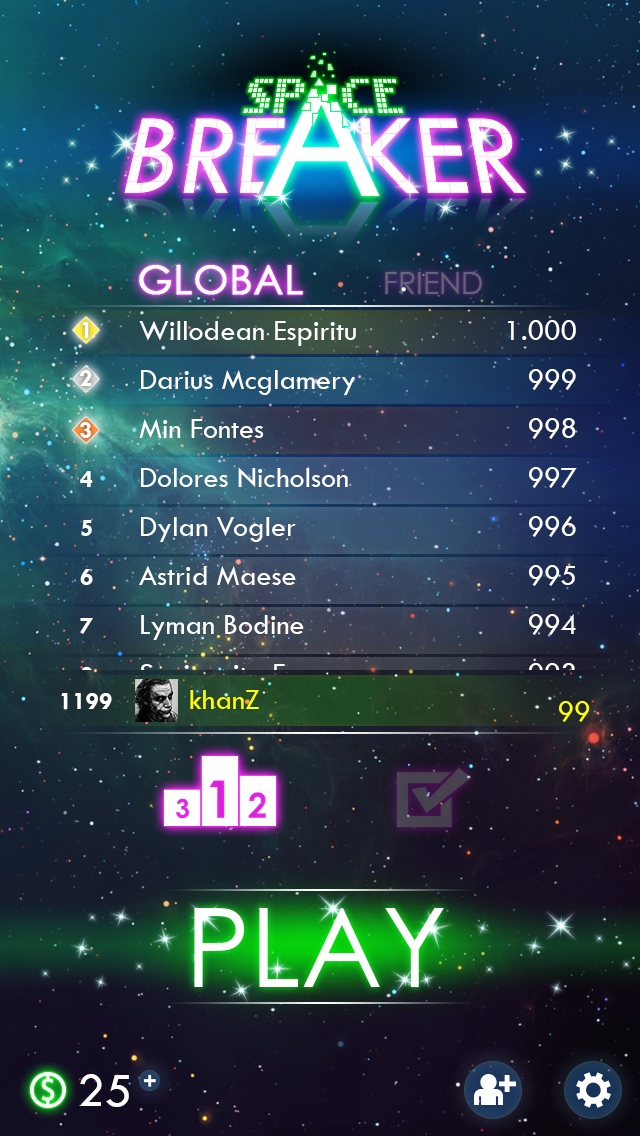 SPACE
BREAKER
GLOBAL FRIEND
1 Willodean Espiritu 1.000
2 Darius Mcglamery 999
3 Min Fontes 998
4 Dolores Nicholson 997
5 Dylan Vogler 996
6 Astrid Maese 995
7 Lyman Bodine 994
1199 khanZ 99
3 1 2
PLAY
$ 25 +